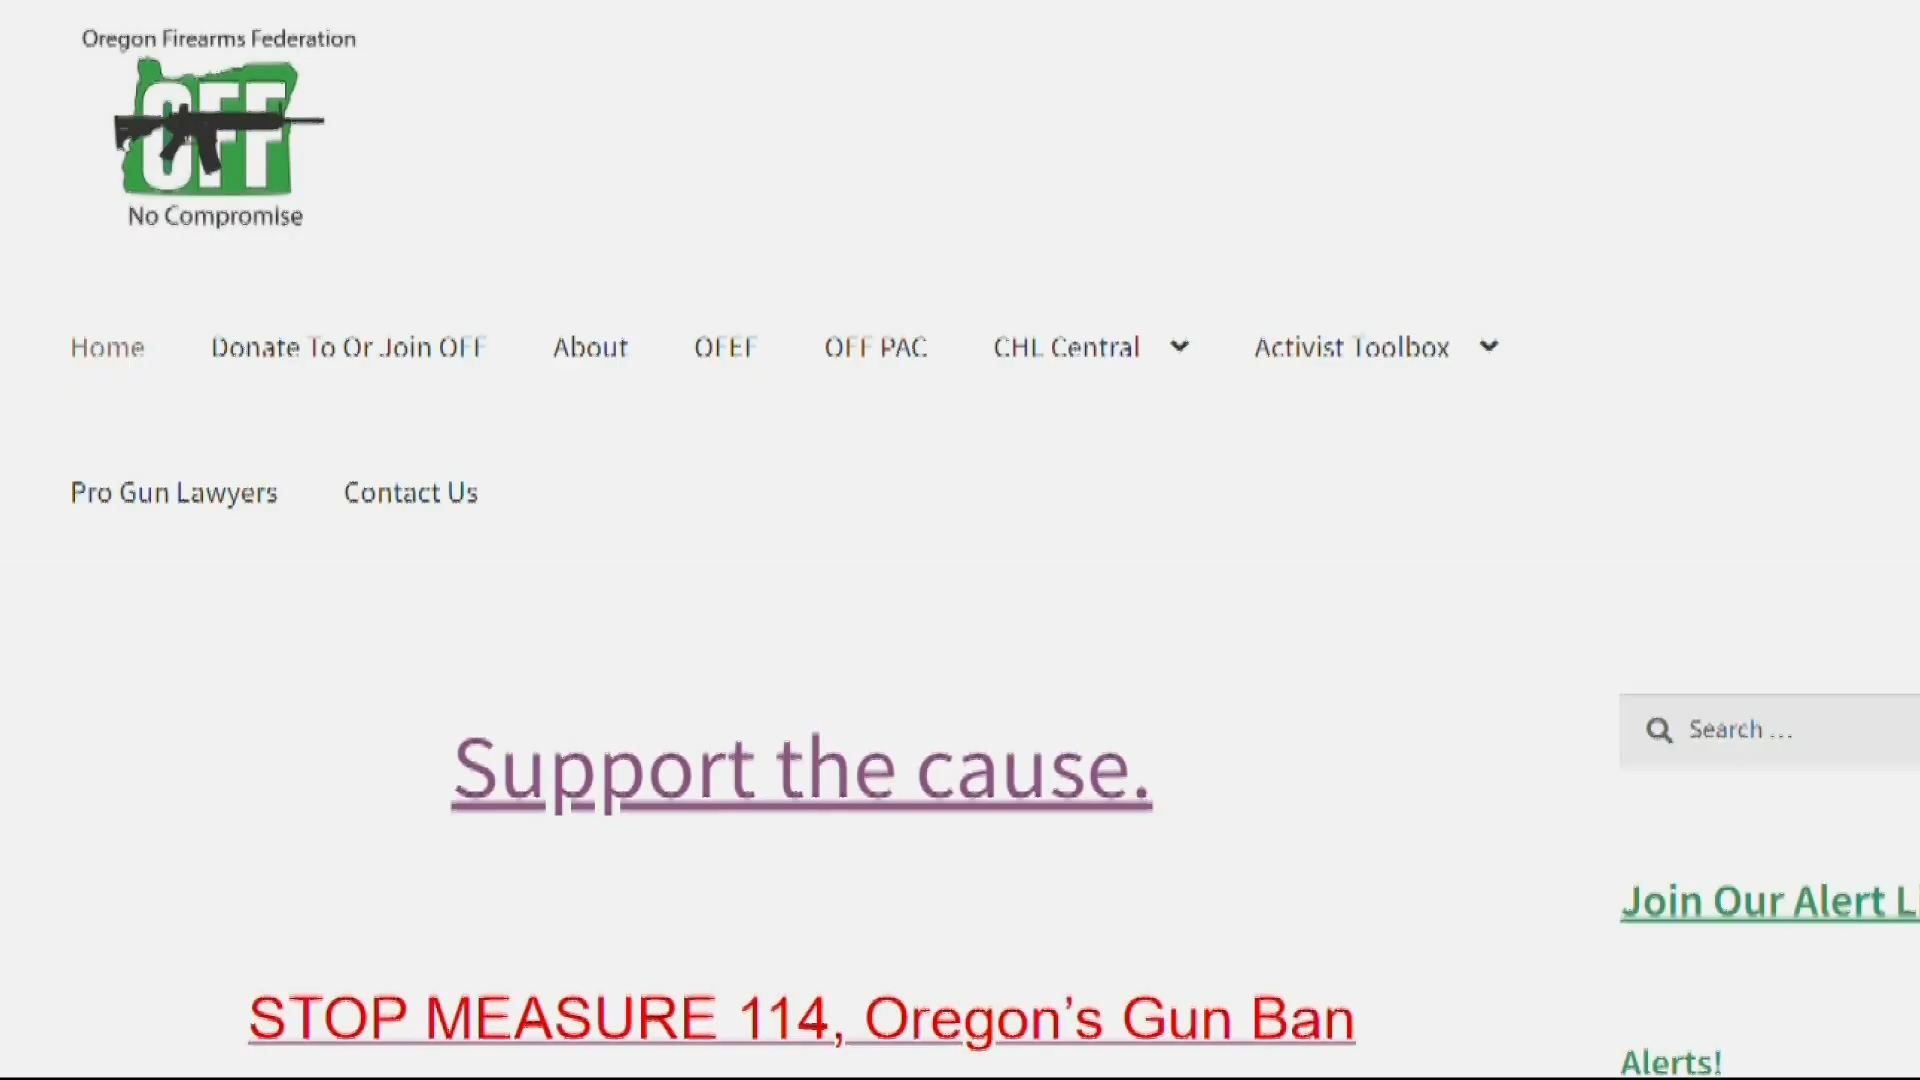 Oregon Firearms Federation
OFF
No Compromise
Home Donate To Or Join OFF About OFEF OFF PAC CHL Central Activist Toolbox
Pro Gun Lawyers Contact Us
Support the cause.
Search ...
Join Our Alert Li
STOP MEASURE 114, Oregon's Gun Ban
Alerts!